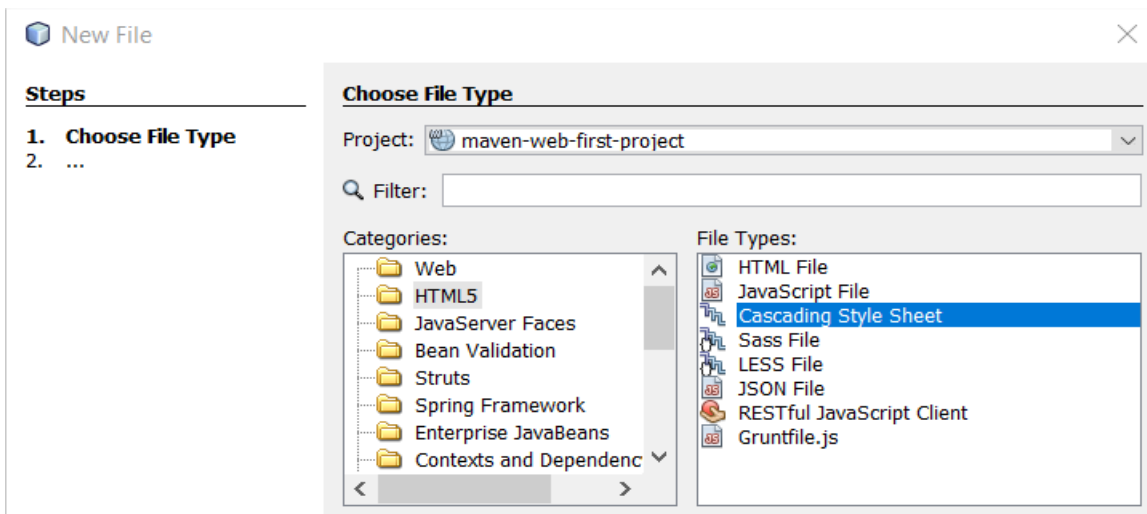 New File
Steps
1. Choose File Type
2. ...
Choose File Type
Project: maven-web-first-project
Filter:
Categories:
Web
HTML5
JavaServer Faces
Bean Validation
Struts
Spring Framework
Enterprise JavaBeans
Contexts and Dependenc
File Types:
HTML File
JavaScript File
Cascading Style Sheet
Sass File
LESS File
JSON File
RESTful JavaScript Client
Gruntfile.js